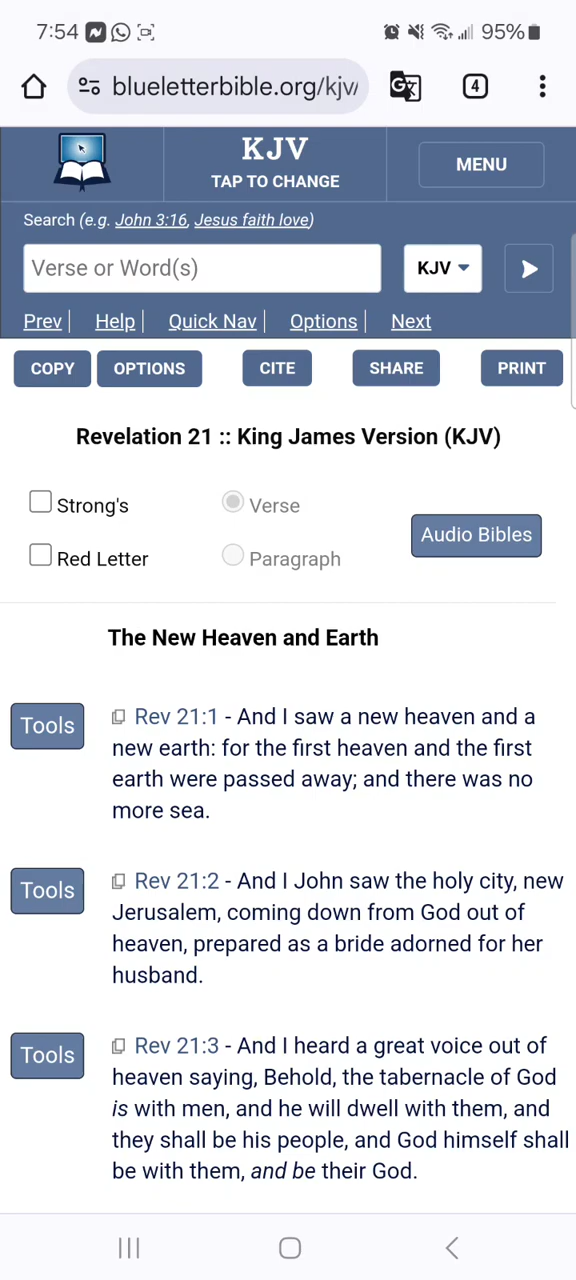 7:54
95%
blueletterbible.org/kjv/
4
KJV
TAP TO CHANGE
MENU
Search (e.g. John 3:16, Jesus faith love)
Verse or Word(s)
KJV
Prev | Help | Quick Nav | Options | Next
COPY OPTIONS CITE SHARE PRINT
Revelation 21 :: King James Version (KJV)
Strong's
Verse
Audio Bibles
Red Letter
Paragraph
The New Heaven and Earth
Tools
Rev 21:1 - And I saw a new heaven and a
new earth: for the first heaven and the first
earth were passed away; and there was no
more sea.
Tools
Rev 21:2 - And I John saw the holy city, new
Jerusalem, coming down from God out of
heaven, prepared as a bride adorned for her
husband.
Tools
Rev 21:3 - And I heard a great voice out of
heaven saying, Behold, the tabernacle of God
is with men, and he will dwell with them, and
they shall be his people, and God himself shall
be with them, and be their God.